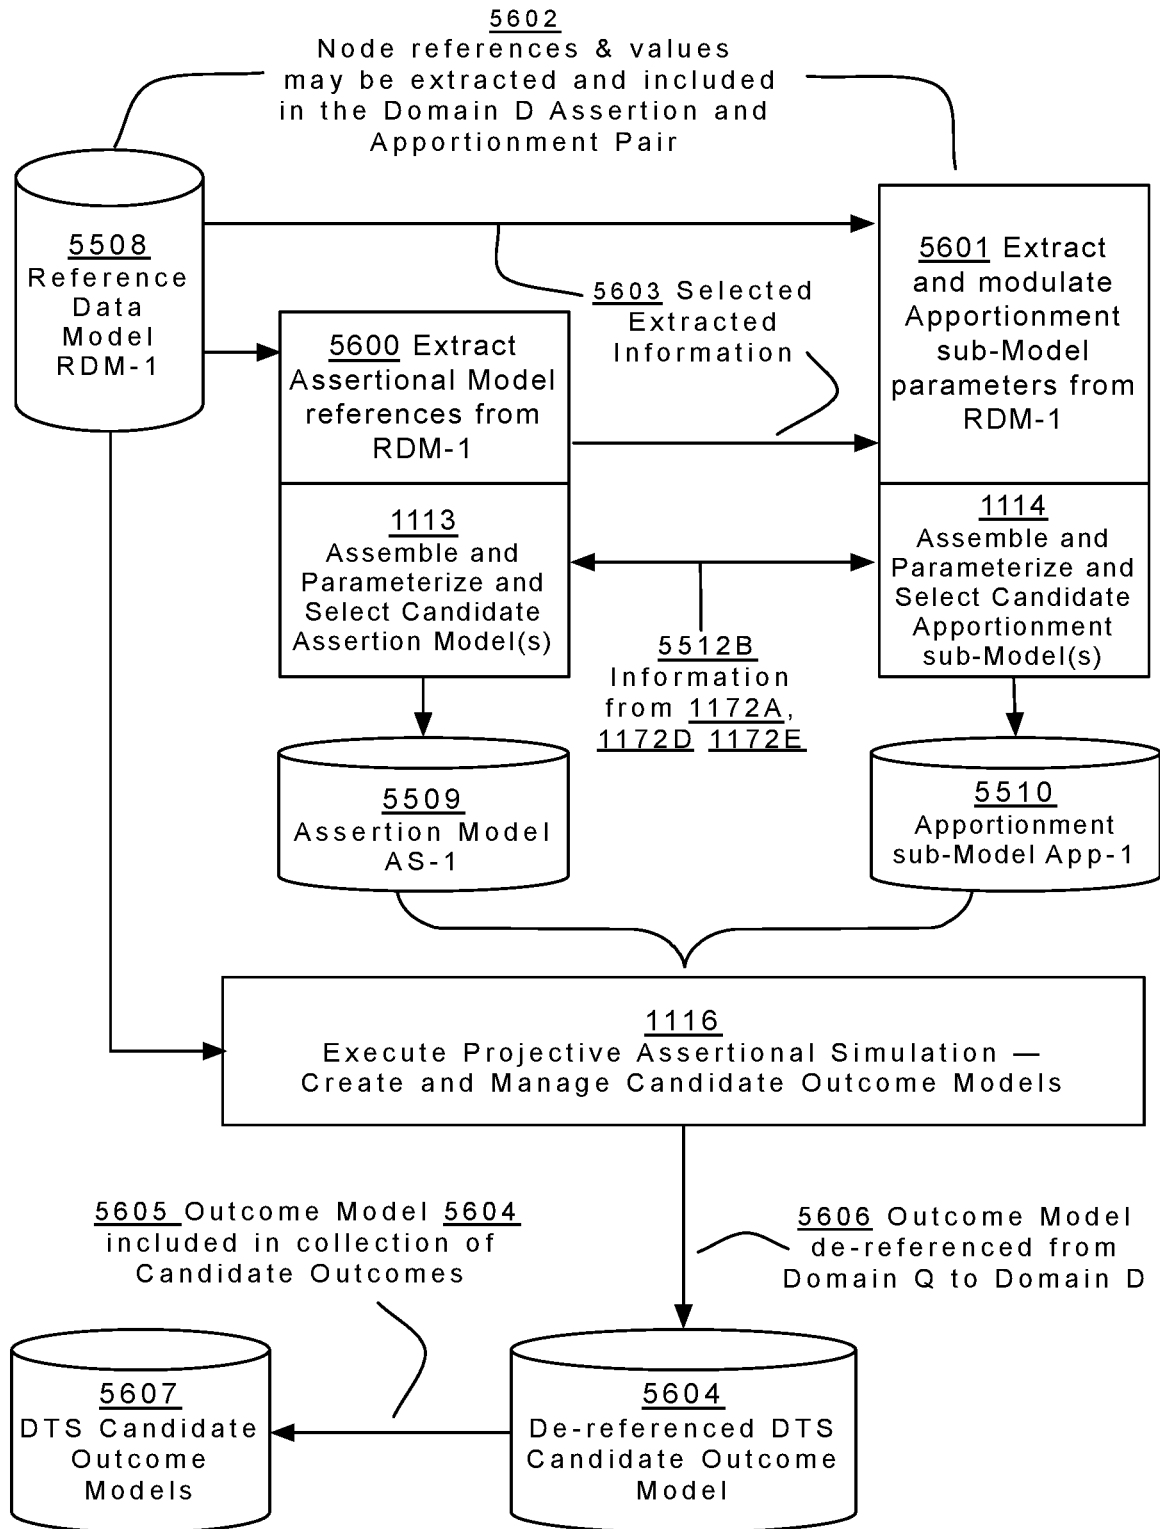 5602
Node references & values
may be extracted and included
in the Domain D Assertion and
Apportionment Pair
5508
Reference
Data
Model
RDM-1
5601 Extract
and modulate
Apportionment
sub-Model
parameters from
RDM-1
5603 Selected
Extracted
Information
5600 Extract
Assertional Model
references from
RDM-1
1113
Assemble and
Parameterize and
Select Candidate
Assertion Model(s)
1114
Assemble and
Parameterize and
Select Candidate
Apportionment
sub-Model(s)
5512B
Information
from 1172A,
1172D 1172E
5509
Assertion Model
AS-1
5510
Apportionment
sub-Model App-1
1116
Execute Projective Assertional Simulation —
Create and Manage Candidate Outcome Models
5605 Outcome Model 5604
included in collection of
Candidate Outcomes
5606 Outcome Model
de-referenced from
Domain Q to Domain D
5607
DTS Candidate
Outcome
Models
5604
De-referenced DTS
Candidate Outcome
Model